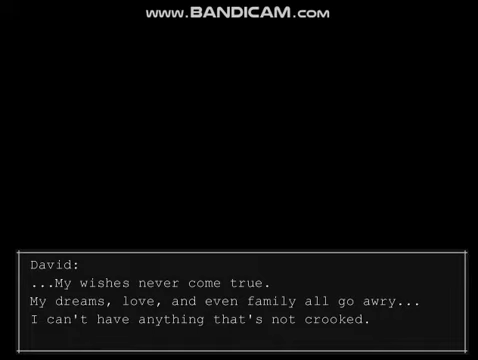 www.BANDICAM.com
David:
...My wishes never come true.
My dreams, love, and even family all go awry...
I can't have anything that's not crooked.